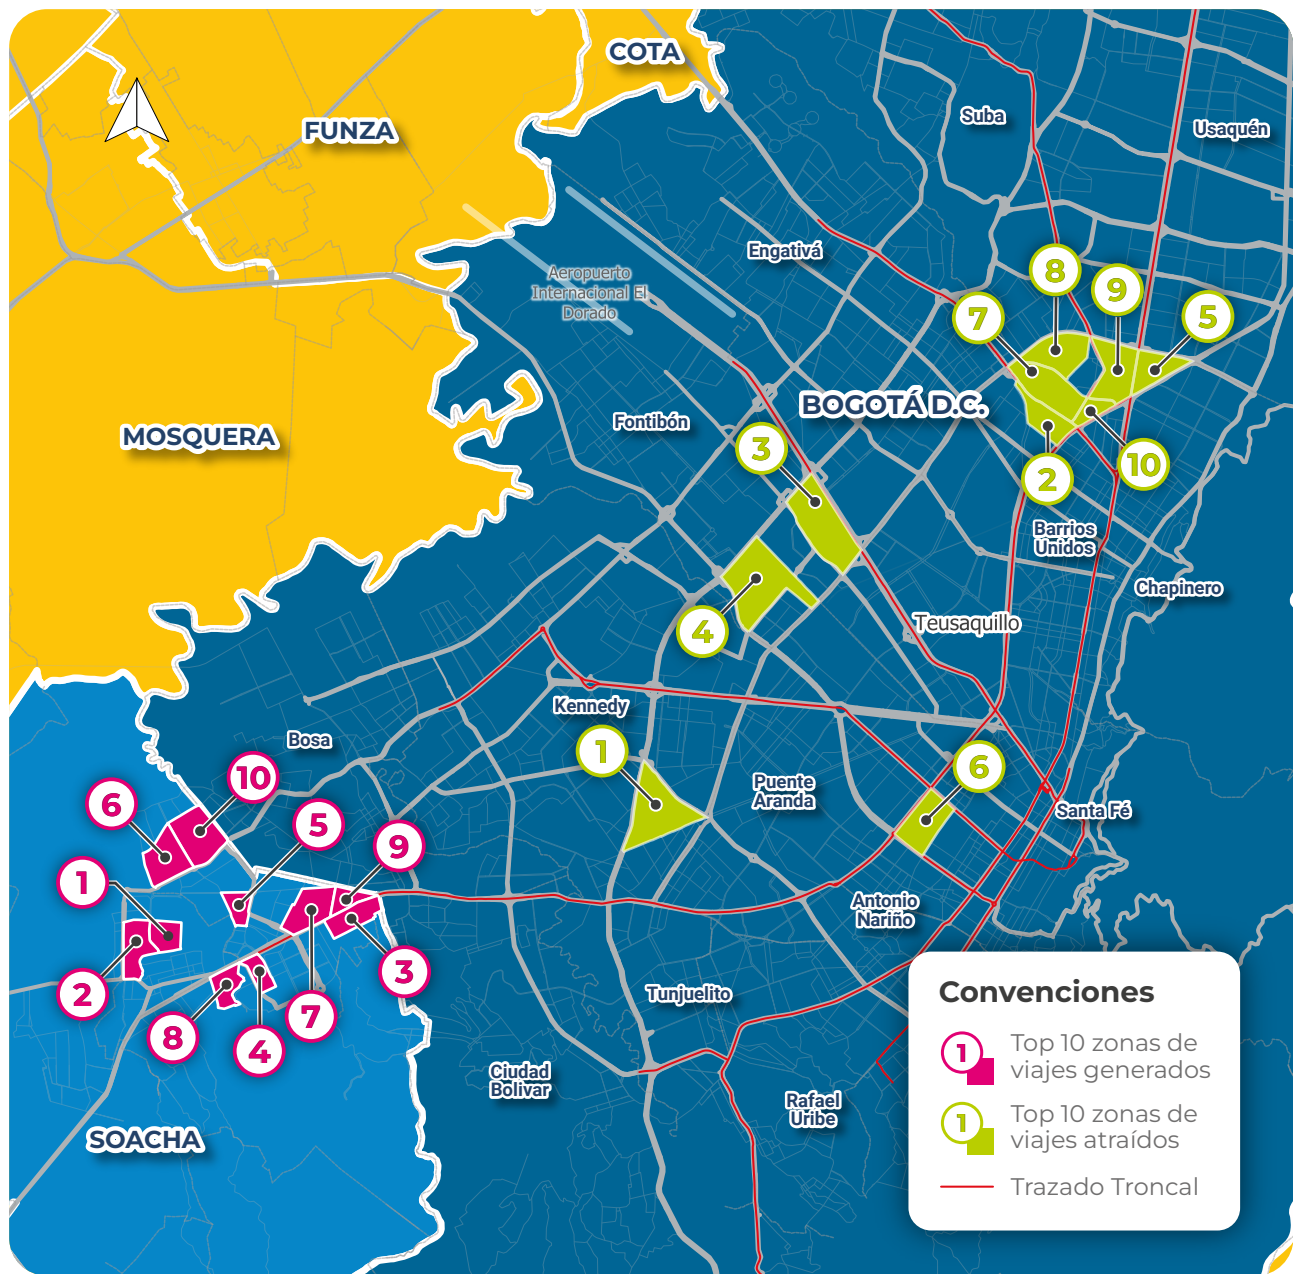 COTA
FUNZA
Suba
Usaquén
Engativá
Aeropuerto
Internacional El
Dorado
8
9
7
5
BOGOTÁ D.C.
Fontibón
MOSQUERA
3
10
2
Barrios
Unidos
Chapinero
4
Teusaquillo
Kennedy
Bosa
1
6
Puente
Aranda
Santa Fé
10
6
5
9
1
Antonio
Nariño
3
2
Tunjuelito
7
8
4
Ciudad
Bolivar
Rafael
Uribe
SOACHA
Convenciones
1
Top 10 zonas de
viajes generados
1
Top 10 zonas de
viajes atraídos
Trazado Troncal